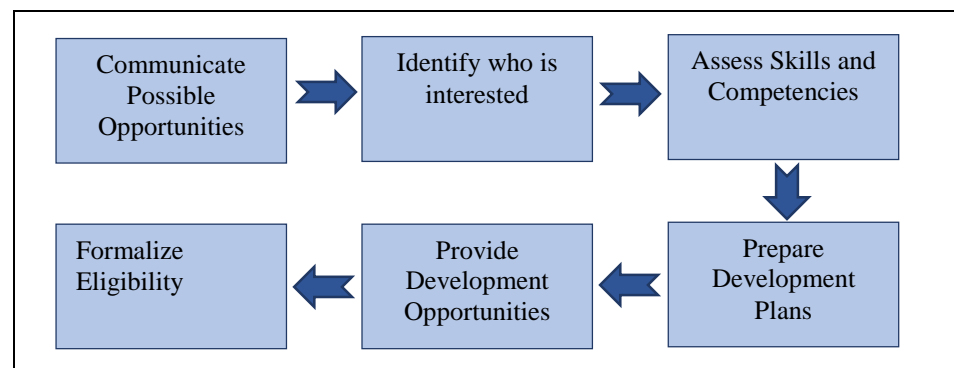 Communicate
Possible
Opportunities
Identify who is
interested
Assess Skills and
Competencies
Prepare
Development
Plans
Provide
Development
Opportunities
Formalize
Eligibility